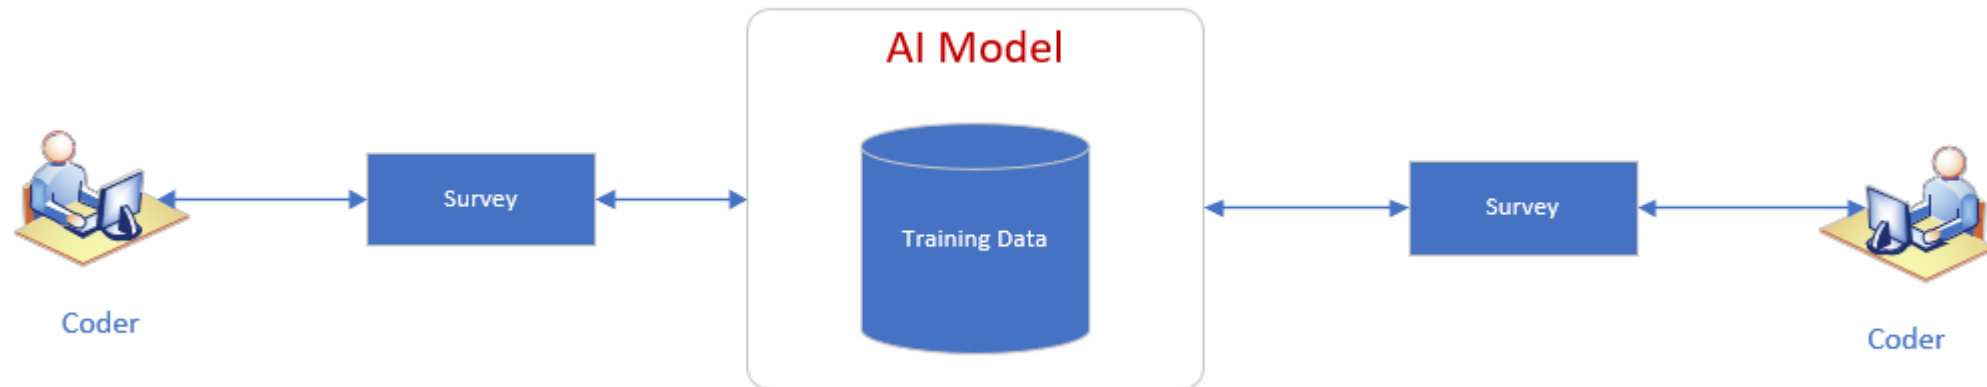 AI Model
Survey
Training Data
Survey
Coder
Coder